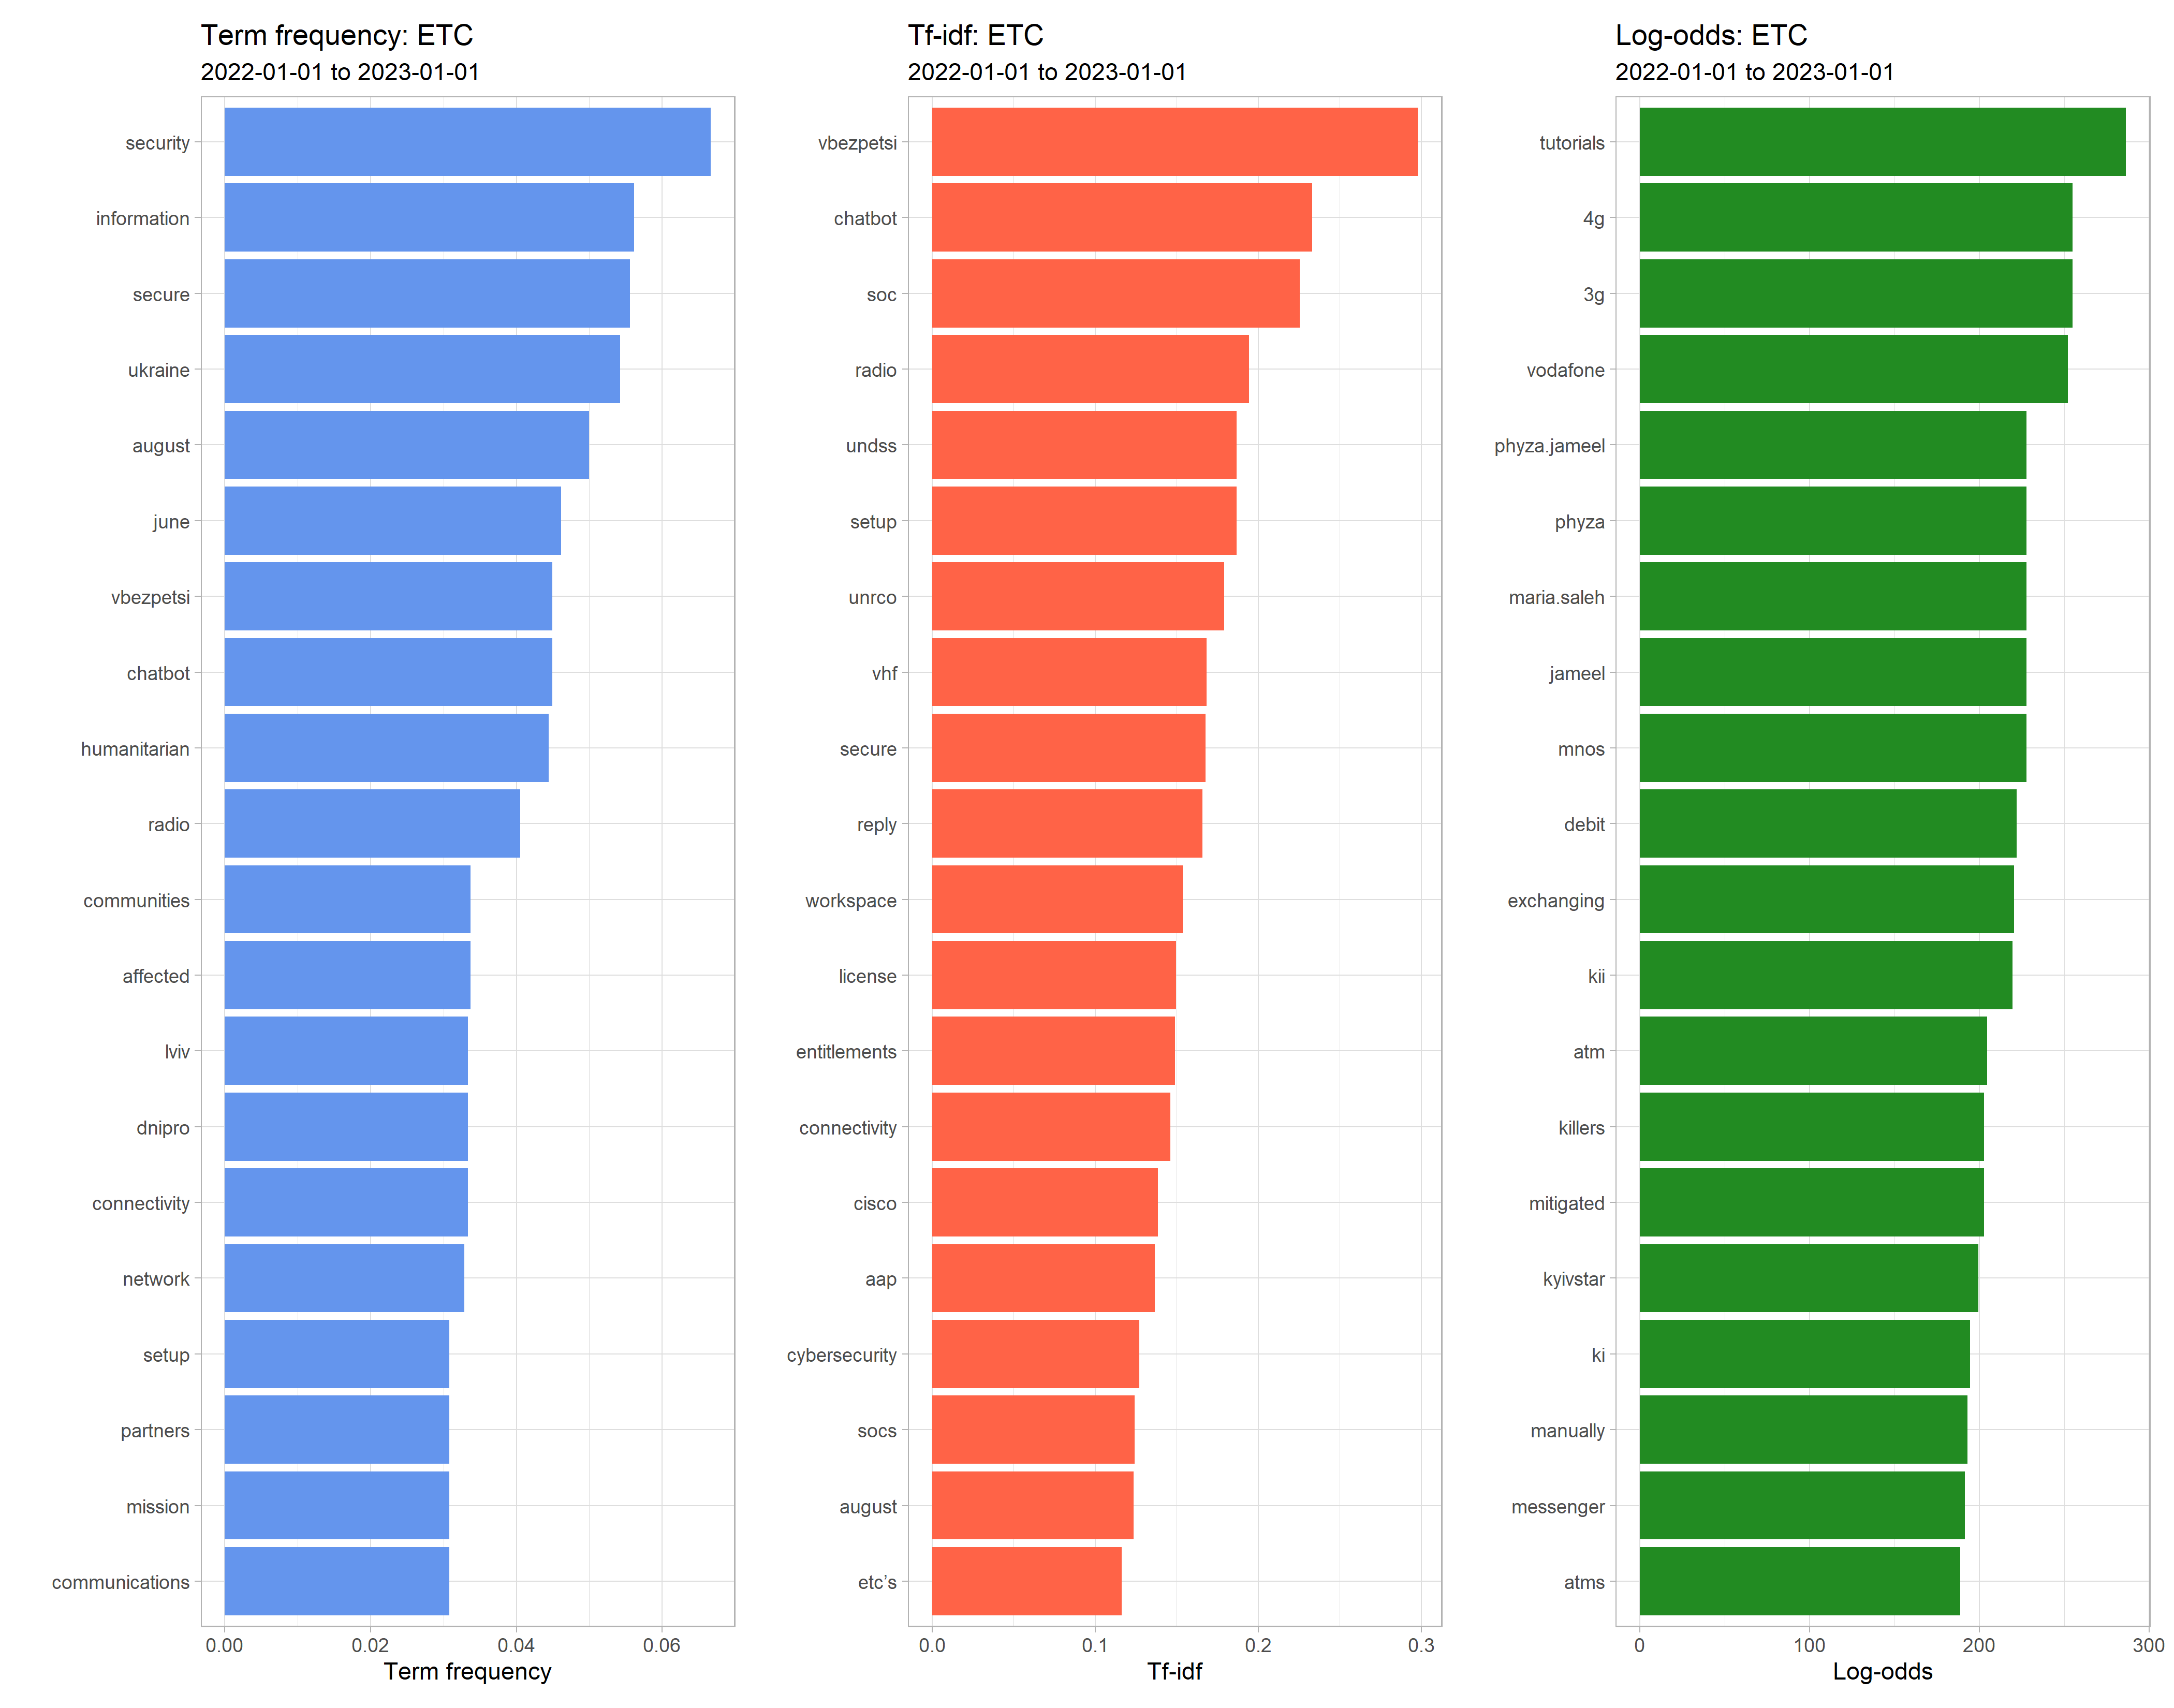 Term frequency: ETC
2022-01-01 to 2023-01-01
security
information
secure
ukraine
august
june
vbezpetsi
chatbot
humanitarian
radio
communities
affected
lviv
dnipro
connectivity
network
setup
partners
mission
communications
0.00 0.02 0.04 0.06
Term frequency
Tf-idf: ETC
2022-01-01 to 2023-01-01
vbezpetsi
chatbot
soc
radio
undss
setup
unrco
vhf
secure
reply
workspace
license
entitlements
connectivity
cisco
aap
cybersecurity
socs
august
etc’s
0.0 0.1 0.2 0.3
Tf-idf
Log-odds: ETC
2022-01-01 to 2023-01-01
tutorials
4g
3g
vodafone
phyza.jameel
phyza
maria.saleh
jameel
mnos
debit
exchanging
kii
atm
killers
mitigated
kyivstar
ki
manually
messenger
atms
0 100 200 300
Log-odds